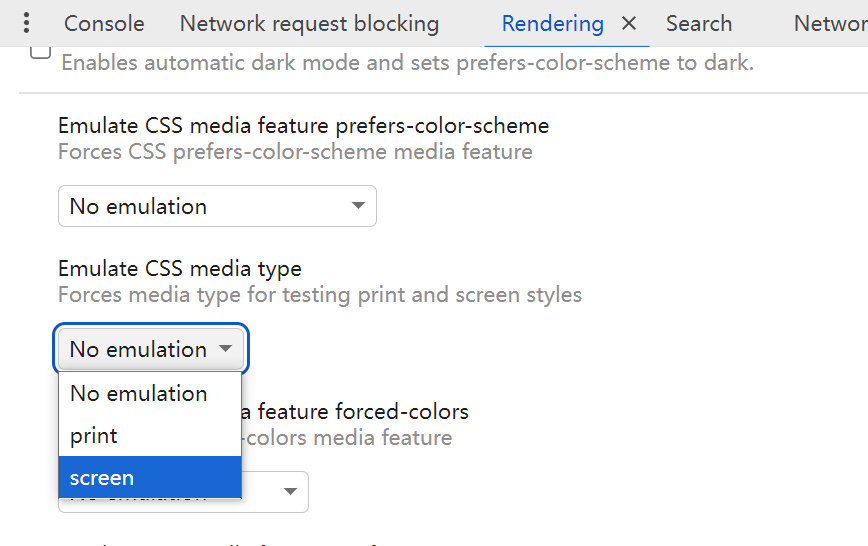 Console Network request blocking Rendering Search Networ
Enables automatic dark mode and sets prefers-color-scheme to dark.
Emulate CSS media feature prefers-color-scheme
Forces CSS prefers-color-scheme media feature
No emulation
Emulate CSS media type
Forces media type for testing print and screen styles
No emulation
No emulation
a feature forced-colors
print
-colors media feature
screen